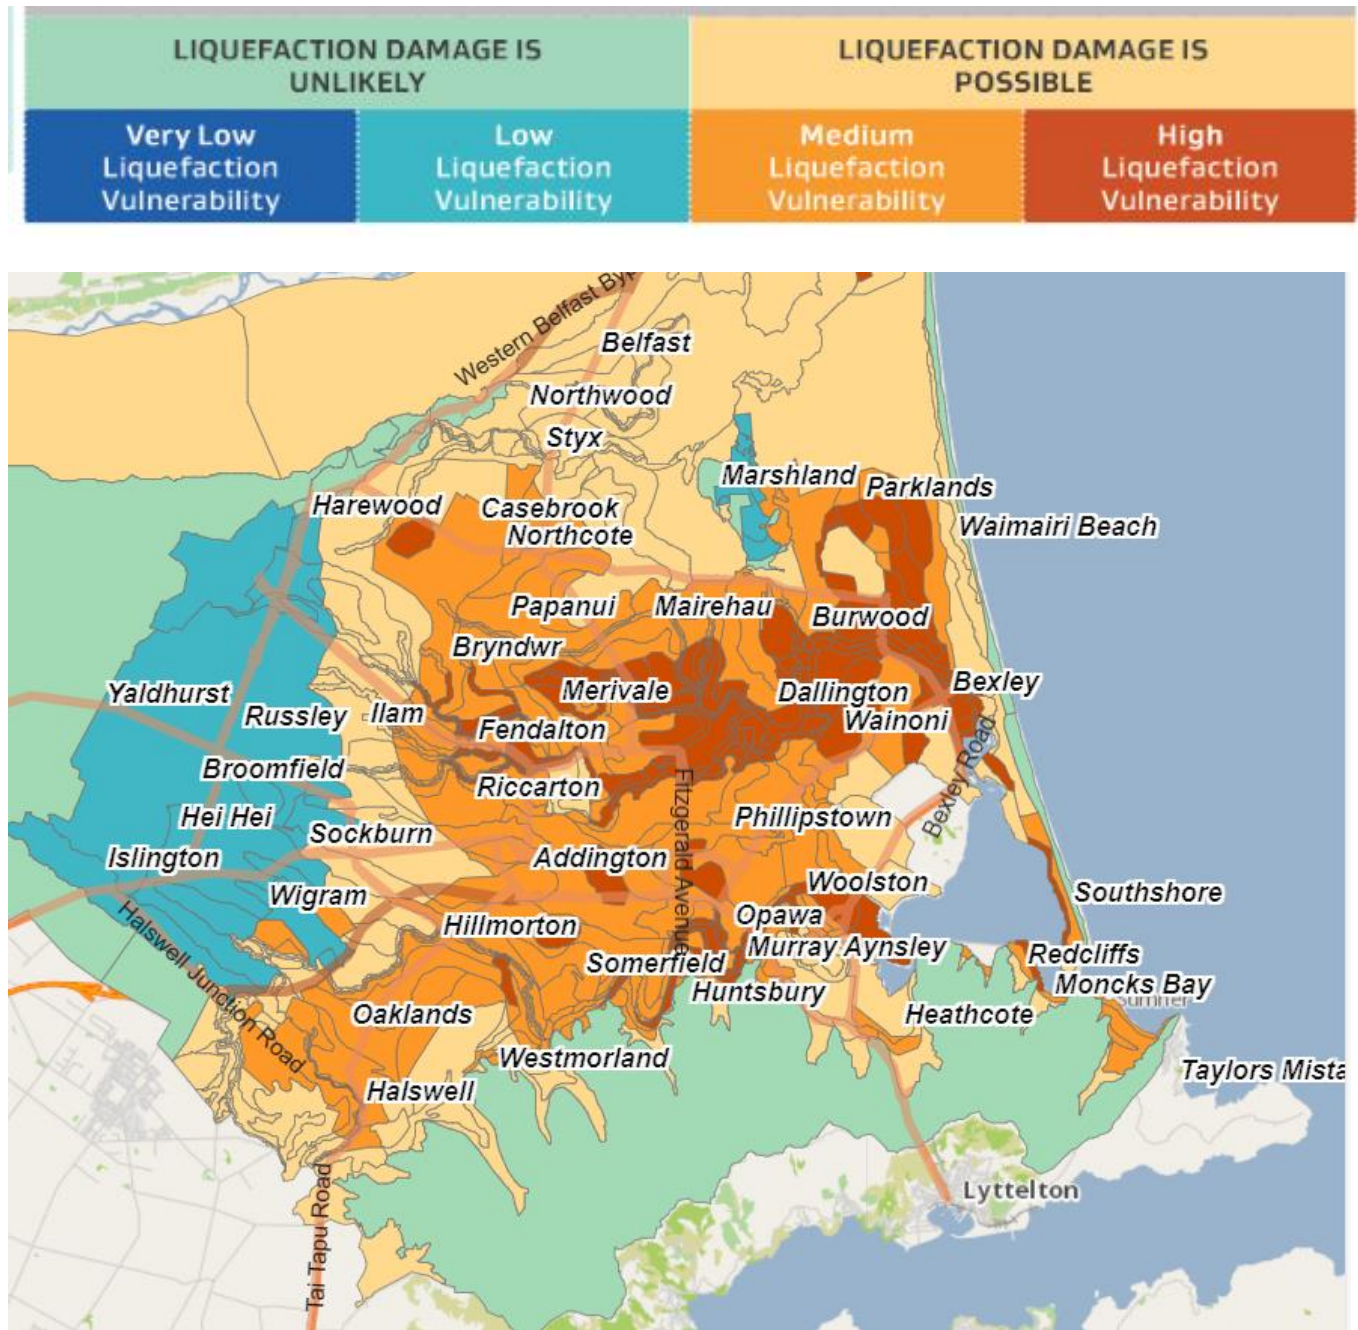 LIQUEFACTION DAMAGE IS
UNLIKELY
LIQUEFACTION DAMAGE IS
POSSIBLE
Very Low
Liquefaction
Vulnerability
Low
Liquefaction
Vulnerability
Medium
Liquefaction
Vulnerability
High
Liquefaction
Vulnerability
Western Belfast Byp
Belfast
Northwood
Styx
Marshland
Parklands
Harewood
Casebrook
Waimairi Beach
Northcote
Papanui
Mairehau
Burwood
Bryndwr
Bexley
Merivale
Dallington
Yaldhurst
Russley
Ilam
Wainoni
Fendalton
Bexley Road
Broomfield
Riccarton
Fitzgerald Avenue
Hei Hei
Sockburn
Phillipstown
Islington
Addington
Wigram
Woolston
Southshore
Halswell Junction Road
Hillmorton
Opawa
Murray Aynsley
Redcliffs
Somerfield
Huntsbury
Moncks Bay
Sumner
Oaklands
Heathcote
Westmorland
Taylors Mista
Halswell
Tai Tapu Road
Lyttelton